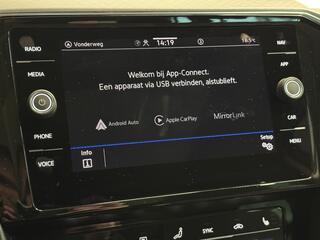 RADIO
Vonderweg
14:19
NAV
MEDIA
Welkom bij App-Connect.
Een apparaat via USB verbinden, alstublieft.
APP
Android Auto
Apple CarPlay
MirrorLink
PHONE
CAR
Info
Setup
VOICE
MENU
SYNC